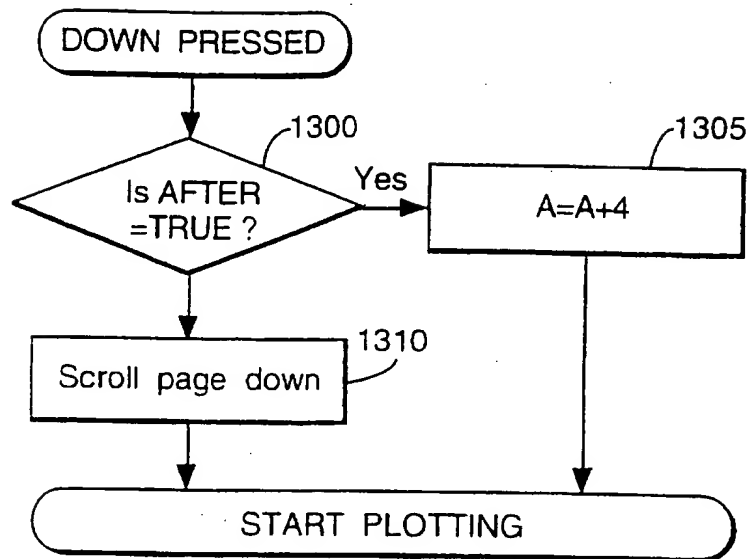 DOWN PRESSED
1300
Is AFTER
=TRUE ?
Yes
1305
A=A+4
1310
Scroll page down
START PLOTTING